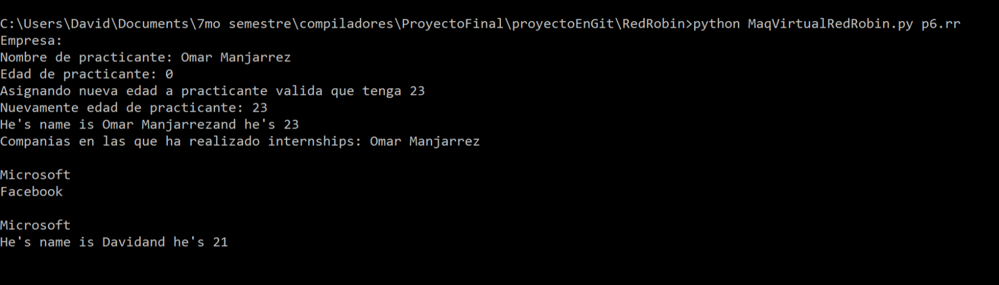 C:\Users\David\Documents\7mo semestre\compiladores\ProyectoFinal\proyectoEnGit\RedRobin>python MaqVirtualRedRobin.py p6.rr
Empresa:
Nombre de practicante: Omar Manjarrez
Edad de practicante: 0
Asignando nueva edad a practicante valida que tenga 23
Nuevamente edad de practicante: 23
He's name is Omar Manjarrezand he's 23
Companias en las que ha realizado internships: Omar Manjarrez
Microsoft
Facebook
Microsoft
He's name is Davidand he's 21